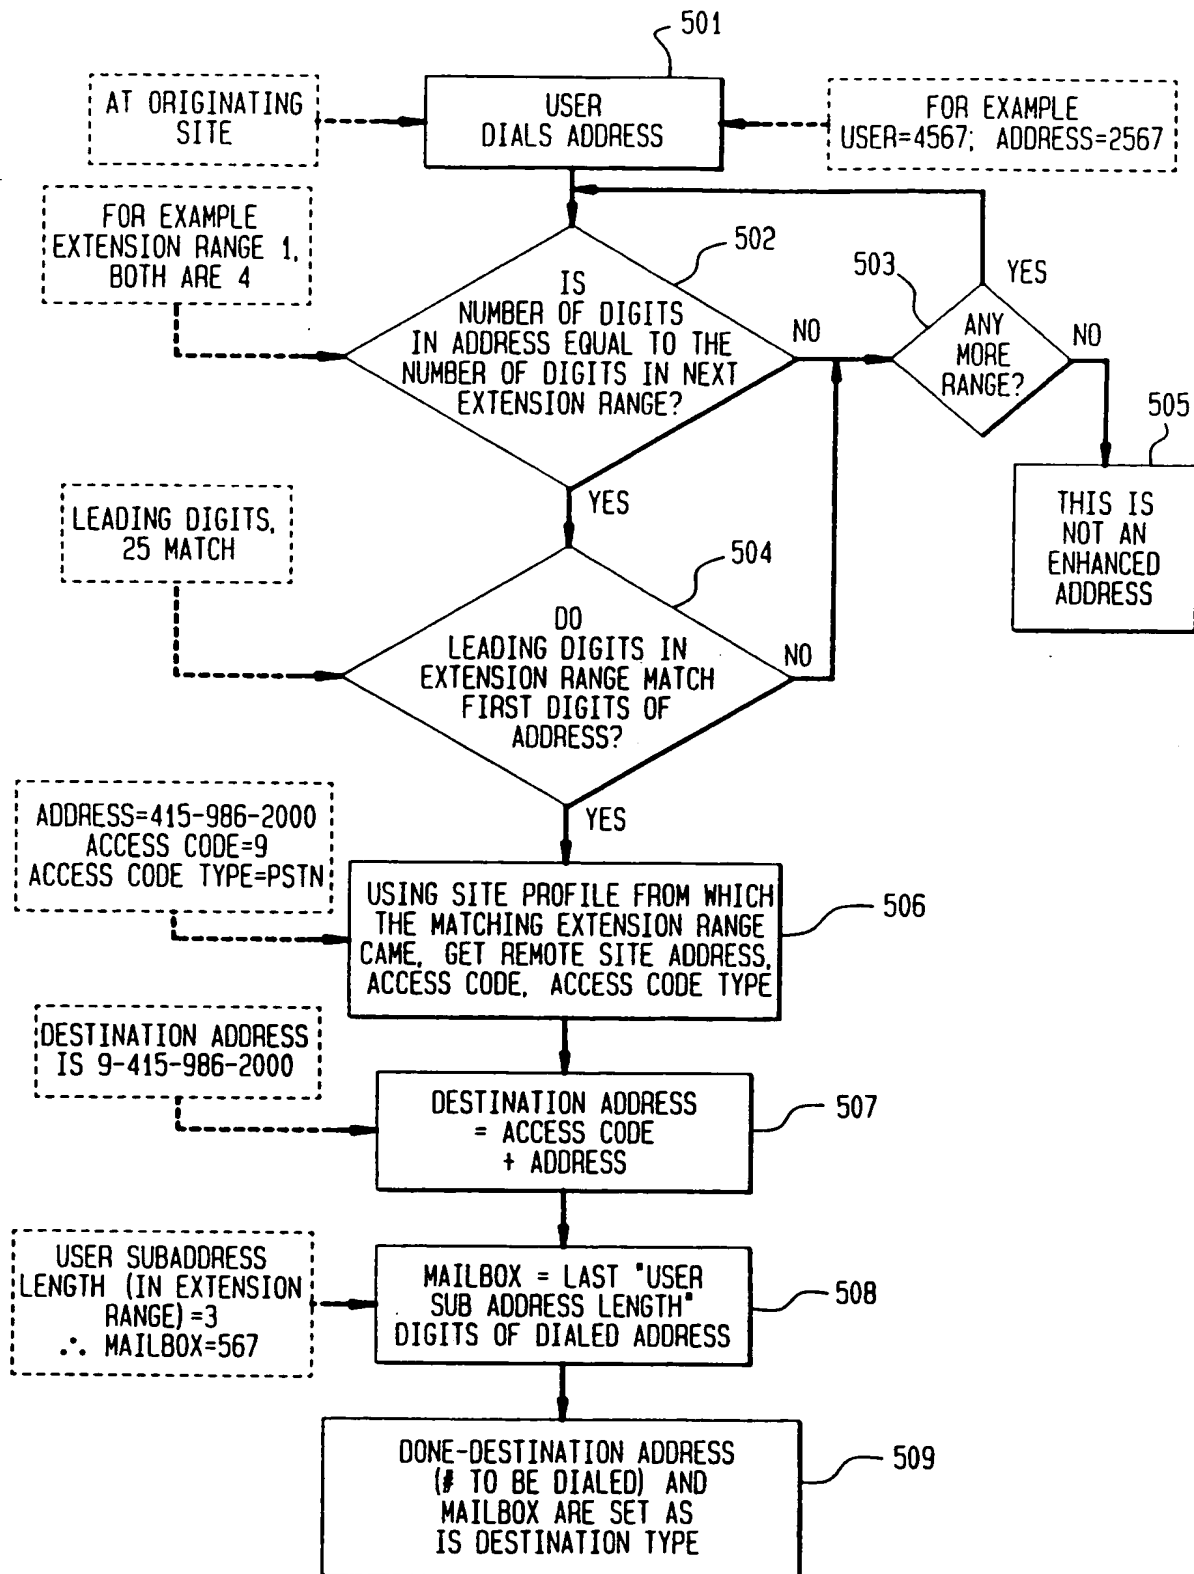 501
AT ORIGINATING
SITE
USER
DIALS ADDRESS
FOR EXAMPLE
USER=4567; ADDRESS=2567
FOR EXAMPLE
EXTENSION RANGE 1,
BOTH ARE 4
502
IS
NUMBER OF DIGITS
IN ADDRESS EQUAL TO THE
NUMBER OF DIGITS IN NEXT
EXTENSION RANGE?
NO
503
YES
ANY
MORE
RANGE?
NO
505
THIS IS
NOT AN
ENHANCED
ADDRESS
YES
LEADING DIGITS,
25 MATCH
504
DO
LEADING DIGITS IN
EXTENSION RANGE MATCH
FIRST DIGITS OF
ADDRESS?
NO
YES
ADDRESS=415-986-2000
ACCESS CODE=9
ACCESS CODE TYPE=PSTN
USING SITE PROFILE FROM WHICH
THE MATCHING EXTENSION RANGE
CAME, GET REMOTE SITE ADDRESS,
ACCESS CODE, ACCESS CODE TYPE
506
DESTINATION ADDRESS
IS 9-415-986-2000
DESTINATION ADDRESS
= ACCESS CODE
+ ADDRESS
507
USER SUBADDRESS
LENGTH (IN EXTENSION
RANGE)=3
∴ MAILBOX=567
MAILBOX = LAST "USER
SUB ADDRESS LENGTH"
DIGITS OF DIALED ADDRESS
508
DONE-DESTINATION ADDRESS
(# TO BE DIALED) AND
MAILBOX ARE SET AS
IS DESTINATION TYPE
509